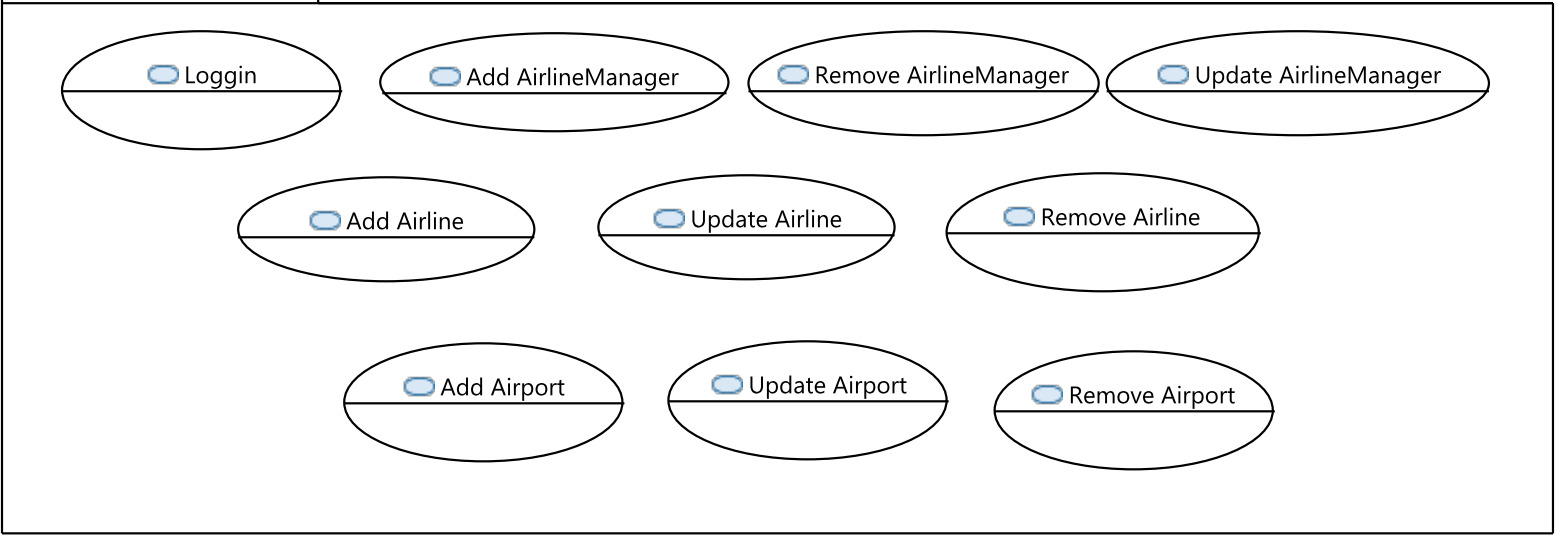 Loggin
Add AirlineManager
Remove AirlineManager
Update AirlineManager
Add Airline
Update Airline
Remove Airline
Add Airport
Update Airport
Remove Airport